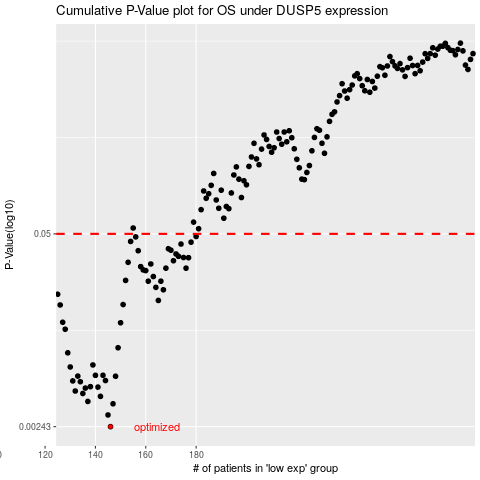 Cumulative P-Value plot for OS under DUSP5 expression
P-Value(log10)
0.05
0.00243
optimized
0 120 140 160 180
# of patients in 'low exp' group